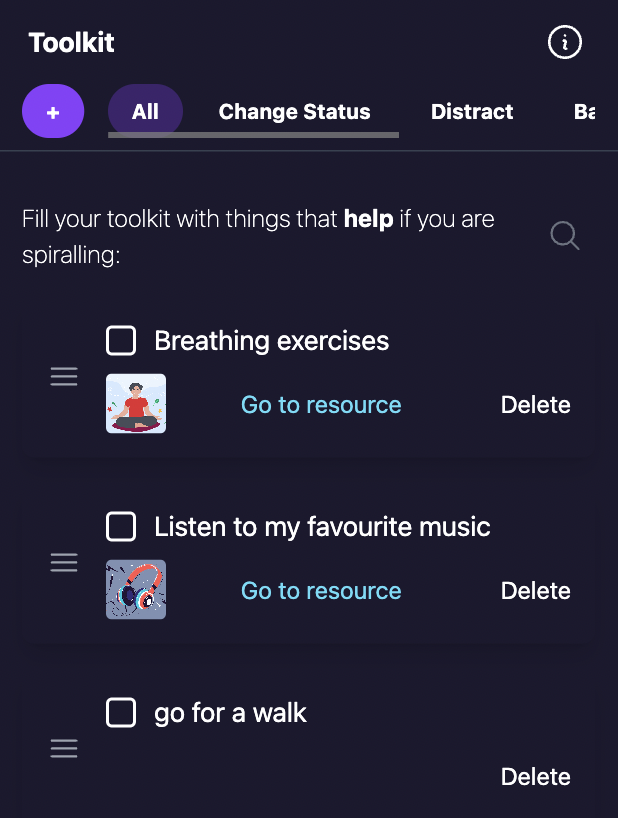 Toolkit
+ All Change Status Distract Ba
Fill your toolkit with things that help if you are
spiralling:
Breathing exercises
Go to resource Delete
Listen to my favourite music
Go to resource Delete
go for a walk
Delete